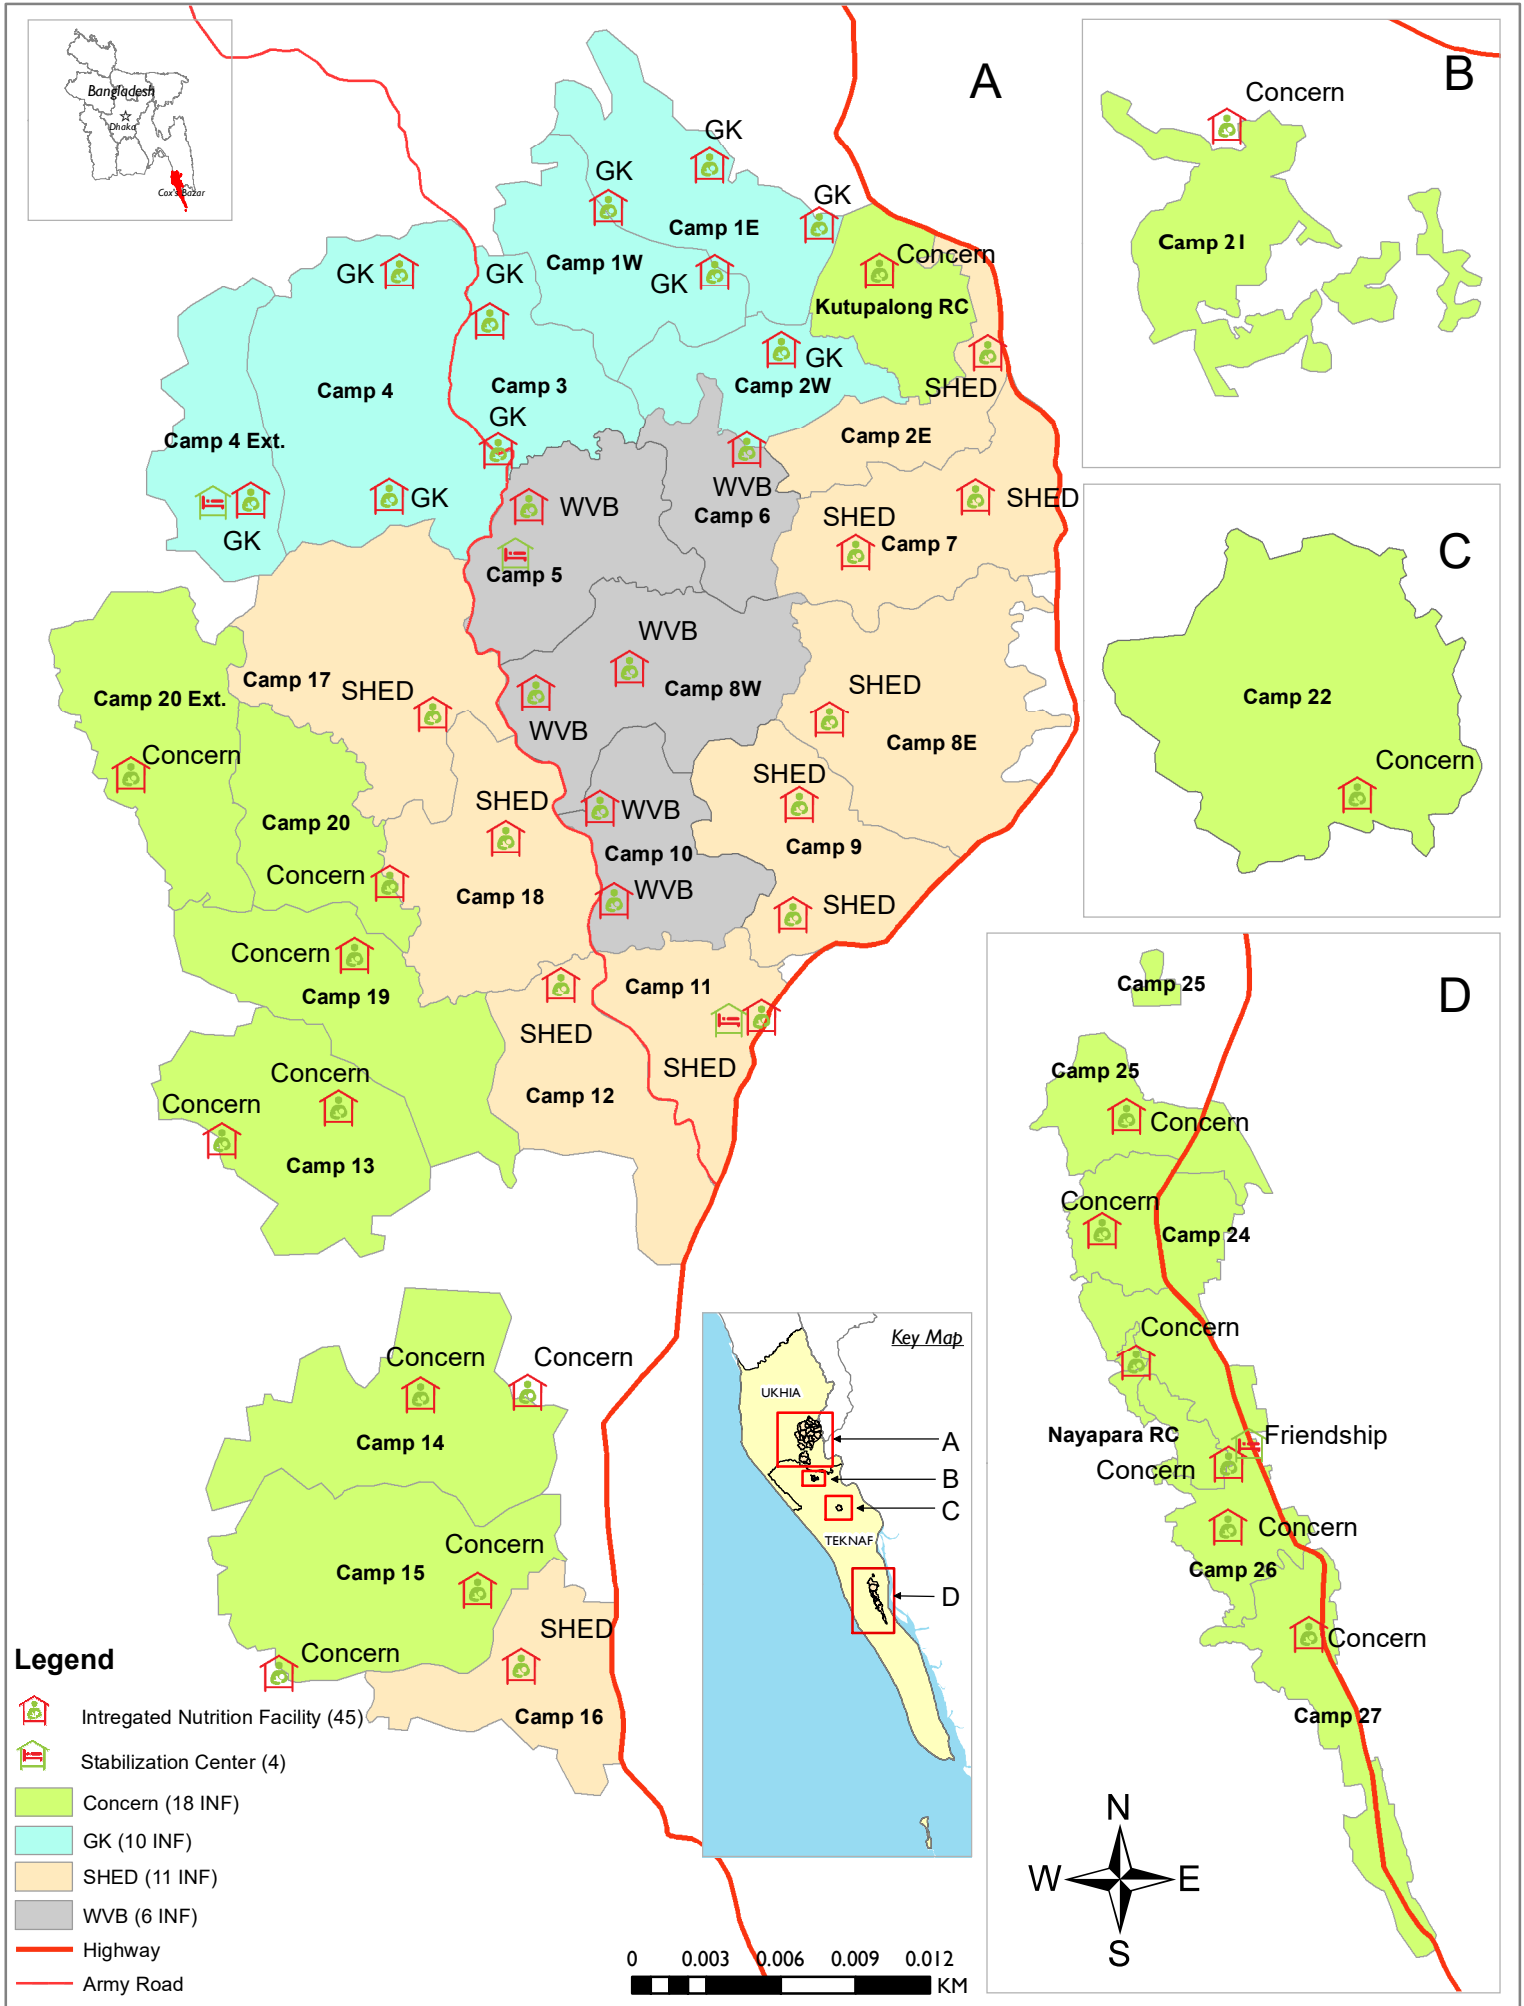 Bangladesh
Dhaka
Cox's Bazar
A
GK
GK
GK
Camp 1E
Camp 1W
GK
GK
GK
Concern
Kutupalong RC
GK
Camp 2W
SHED
Camp 4
Camp 3
GK
Camp 4 Ext.
GK
GK
Camp 2E
WVB
WVB
Camp 6
SHED
SHED
Camp 7
Camp 5
WVB
Camp 8W
WVB
Camp 17
SHED
SHED
Camp 8E
Camp 20 Ext.
Concern
SHED
SHED
WVB
Camp 20
Camp 10
Camp 9
Concern
Camp 18
WVB
SHED
Concern
Camp 19
Camp 11
SHED
SHED
Camp 12
Concern
Concern
Camp 13
Concern
Concern
Camp 14
Concern
Camp 15
Concern
SHED
Camp 16
B
Concern
Camp 21
C
Camp 22
Concern
D
Camp 25
Camp 25
Concern
Concern
Camp 24
Concern
Nayapara RC
Friendship
Concern
Concern
Camp 26
Concern
Camp 27
Key Map
UKHIA
A
B
C
TEKNAF
D
Legend
Intregated Nutrition Facility (45)
Stabilization Center (4)
Concern (18 INF)
GK (10 INF)
SHED (11 INF)
WVB (6 INF)
Highway
Army Road
0 0.003 0.006 0.009 0.012
KM
N
W E
S